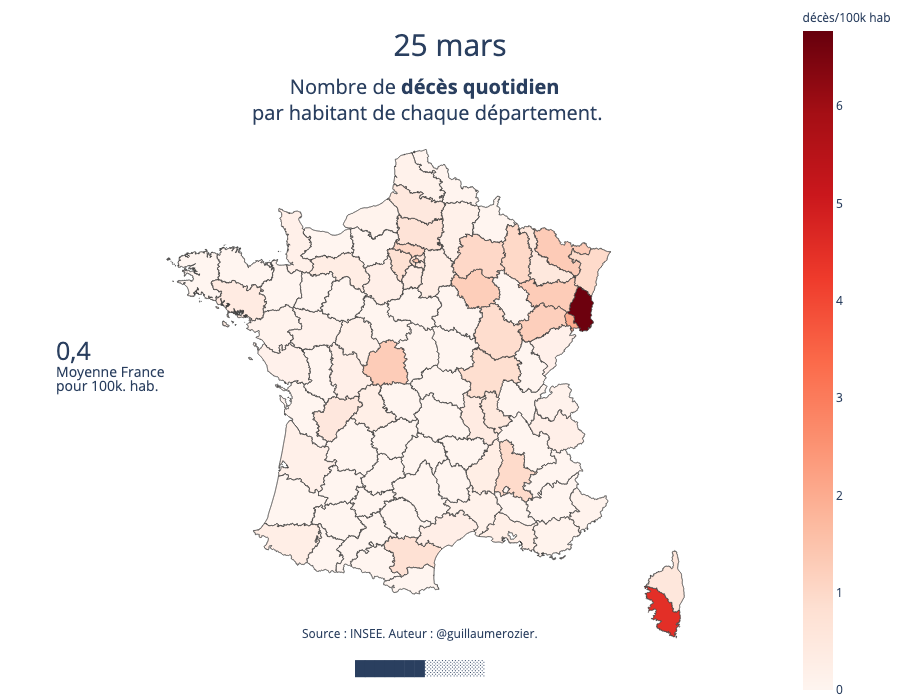 décès/100k hab
25 mars
Nombre de décès quotidien
par habitant de chaque département.
6
5
4
3
2
1
0
0,4
Moyenne France
pour 100k. hab.
Source : INSEE. Auteur : @guillaumerozier.